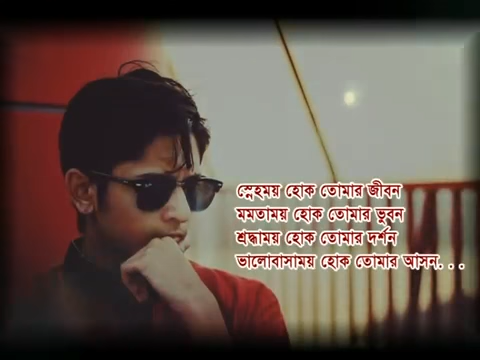 স্নেহময় হোক তোমার জীবন
মমতাময় হোক তোমার ভুবন
শ্রদ্ধাময় হোক তোমার দর্শন
ভালোবাসাময় হোক তোমার আসন...